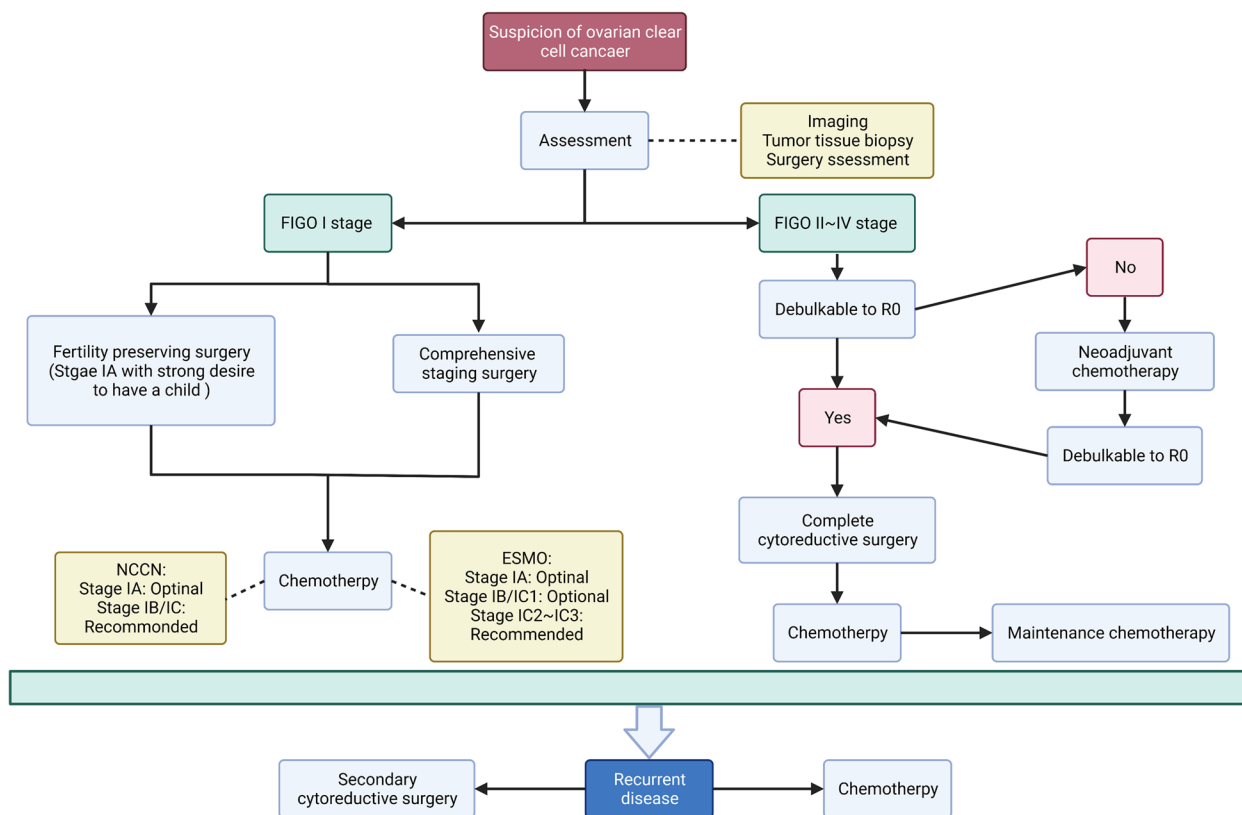 Suspicion of ovarian clear
cell cancaer
Assessment
Imaging
Tumor tissue biopsy
Surgery ssessment
FIGO I stage
FIGO II~IV stage
No
Debulkable to R0
Fertility preserving surgery
(Stgae IA with strong desire
to have a child )
Comprehensive
staging surgery
Neoadjuvant
chemotherapy
Yes
Debulkable to R0
Complete
cytoreductive surgery
NCCN:
Stage IA: Optinal
Stage IB/IC:
Recommonded
Chemotherpy
ESMO:
Stage IA: Optinal
Stage IB/IC1: Optional
Stage IC2~IC3:
Recommended
Chemotherpy
Maintenance chemotherapy
Secondary
cytoreductive surgery
Recurrent
disease
Chemotherpy